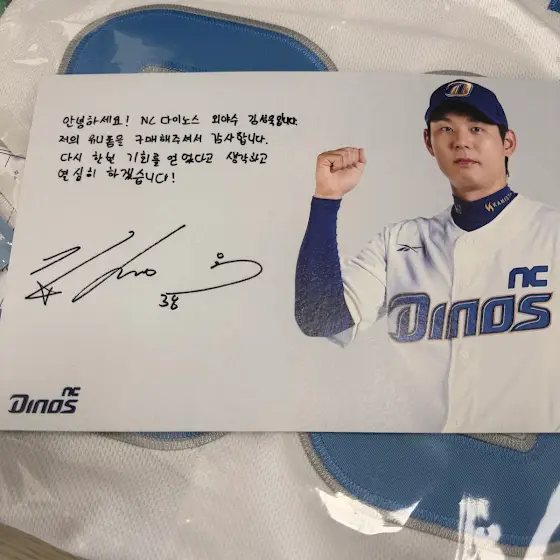 안녕하세요! NC 다이노스 외야수 김성욱입니다.
저의 유니폼을 구매해주셔서 감사합니다.
다시 한번 기회를 얻었다고 생각하고
열심히 하겠습니다!
38
nc
Dinos
nc
Dinos